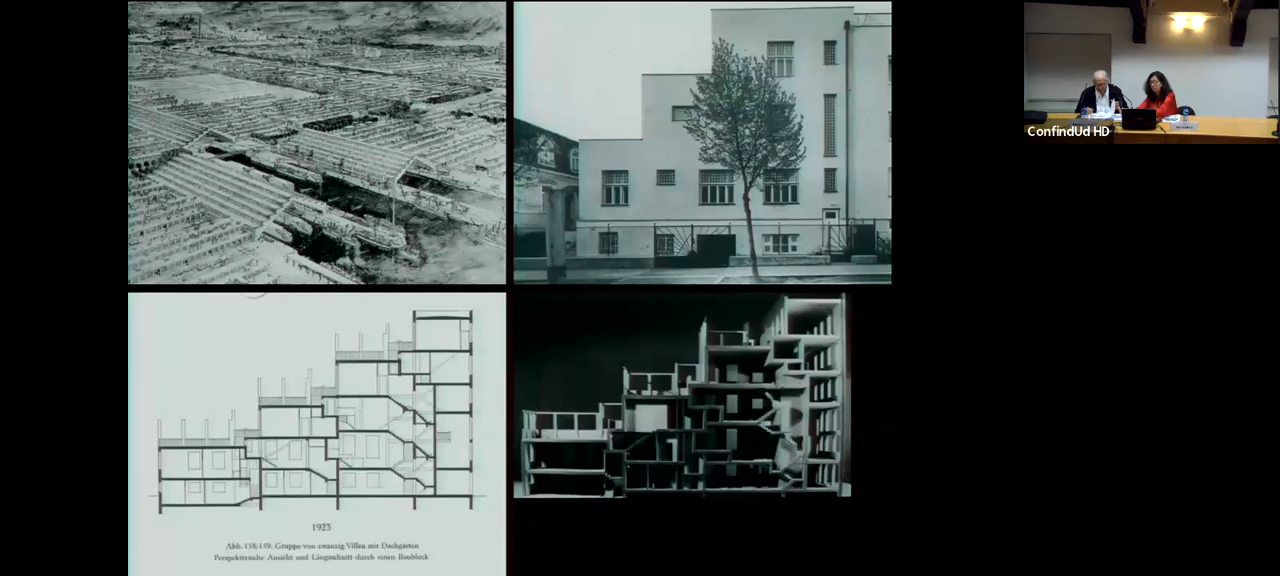 ConfindUd HD
1923
Abb. 158/159. Gruppe von zwanzig Villen mit Dachgärten
Perspektivische Ansicht und Längsschnitt durch einen Baublock